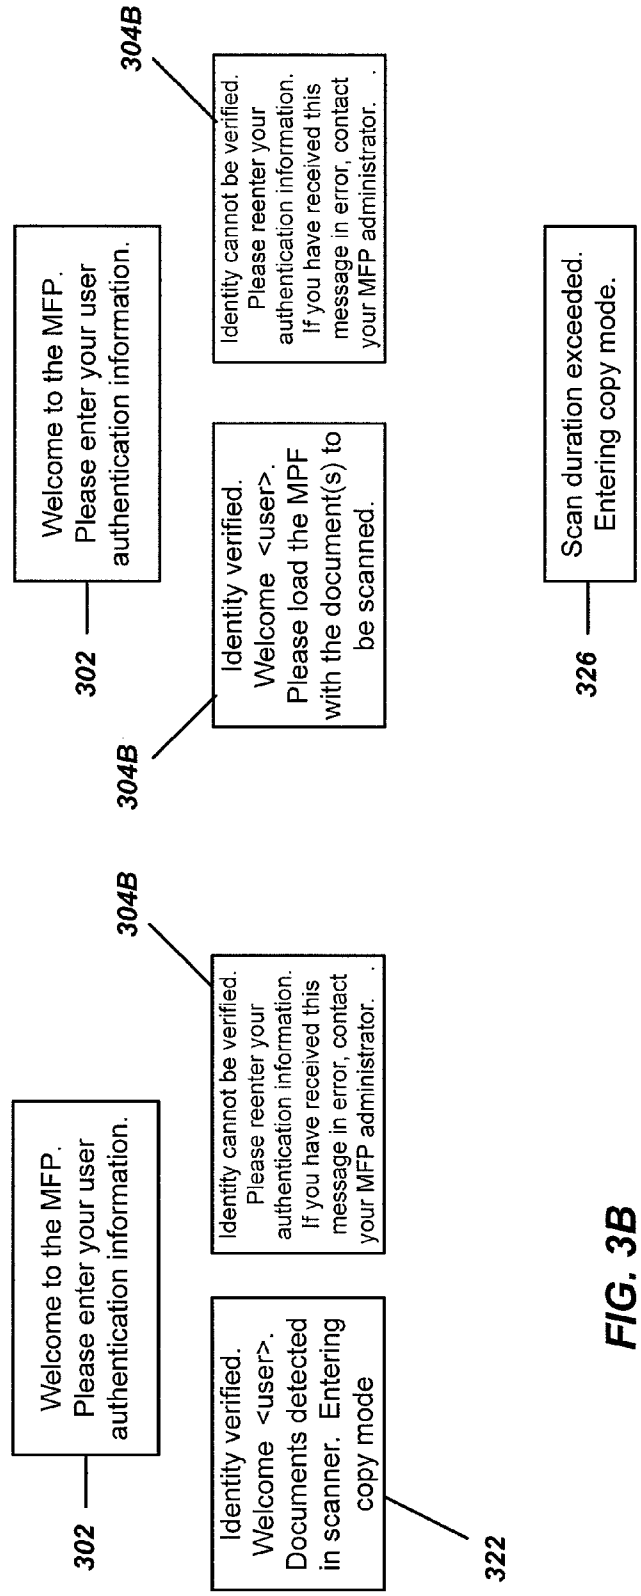 302
Welcome to the MFP.
Please enter your user
authentication information.
304B
Identity verified.
Welcome <user>.
Documents detected
in scanner. Entering
copy mode
322
Identity cannot be verified.
Please reenter your
authentication information.
If you have received this
message in error, contact
your MFP administrator. .
302
Welcome to the MFP.
Please enter your user
authentication information.
304B
Identity verified.
Welcome <user>.
Please load the MPF
with the document(s) to
be scanned.
304B
Identity cannot be verified.
Please reenter your
authentication information.
If you have received this
message in error, contact
your MFP administrator. .
326
Scan duration exceeded.
Entering copy mode.
FIG. 3B